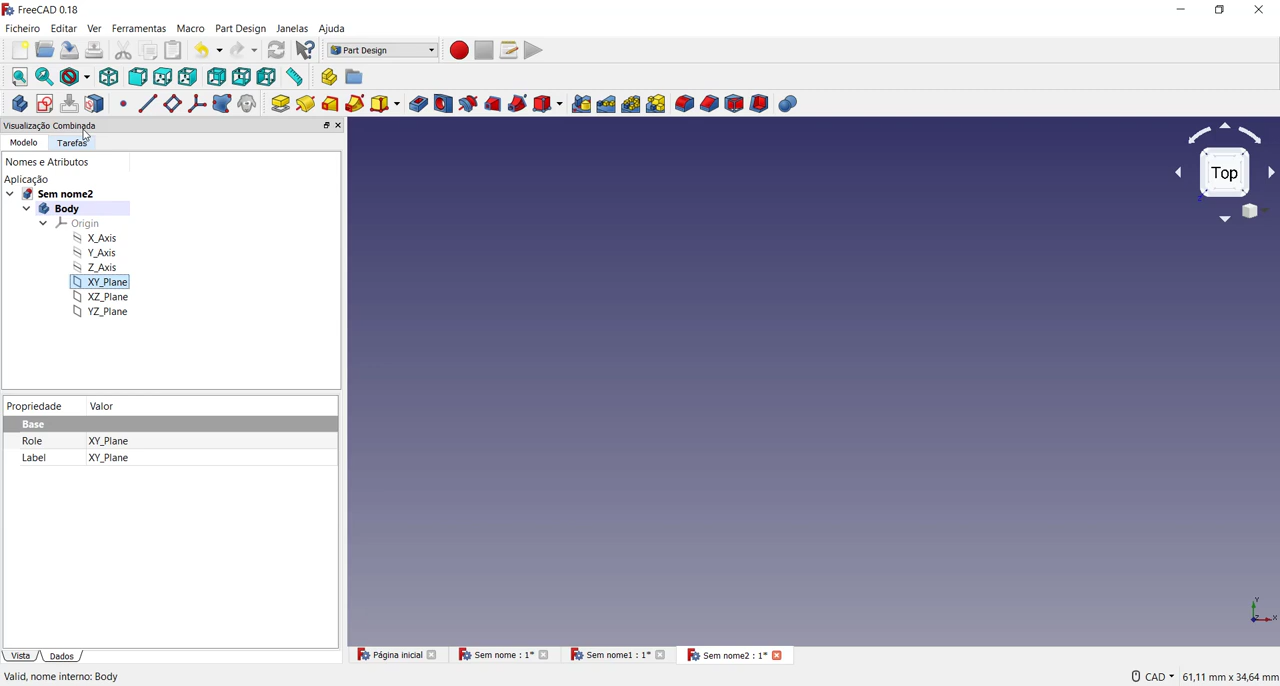 FreeCAD 0.18
Ficheiro Editar Ver Ferramentas Macro Part Design Janelas Ajuda
Part Design
Visualização Combinada
Modelo Tarefas
Nomes e Atributos
Aplicação
Sem nome2
Body
Origin
X_Axis
Y_Axis
Z_Axis
XY_Plane
XZ_Plane
YZ_Plane
Top
Z
Propriedade Valor
Base
Role XY_Plane
Label XY_Plane
Y
Z X
Vista Dados
Página inicial Sem nome : 1* Sem nome1 : 1* Sem nome2 : 1*
Valid, nome interno: Body CAD 61,11 mm x 34,64 mm